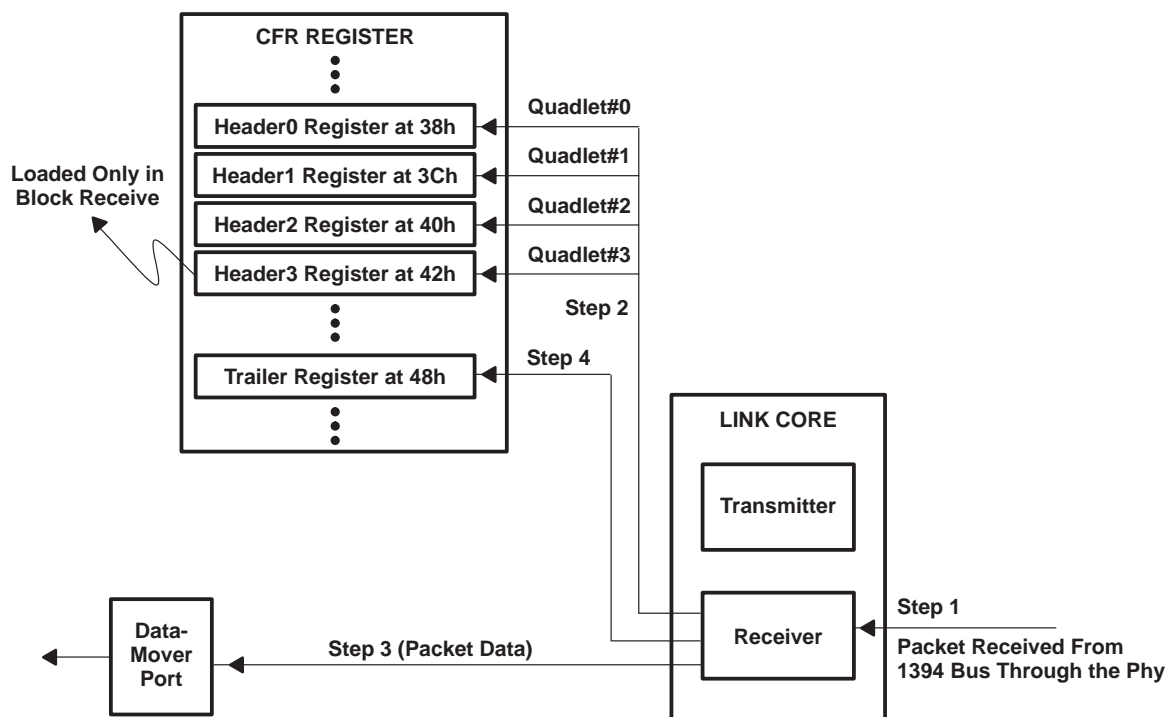 CFR REGISTER
Header0 Register at 38h
Header1 Register at 3Ch
Header2 Register at 40h
Header3 Register at 42h
Trailer Register at 48h
Loaded Only in
Block Receive
Quadlet#0
Quadlet#1
Quadlet#2
Quadlet#3
Step 2
Step 4
LINK CORE
Transmitter
Receiver
Step 1
Packet Received From
1394 Bus Through the Phy
Step 3 (Packet Data)
Data-
Mover
Port